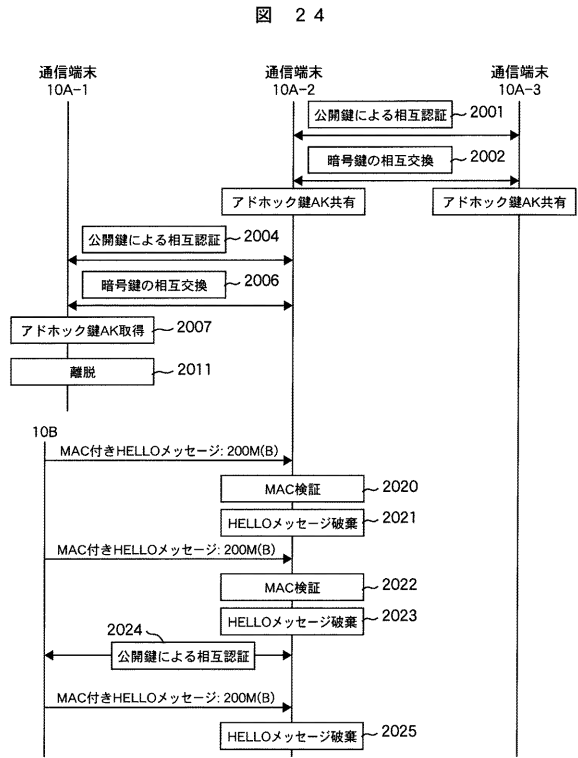 図 24
通信端末
10A-1
通信端末
10A-2
通信端末
10A-3
公開鍵による相互認証
2001
暗号鍵の相互交換
2002
アドホック鍵AK共有
アドホック鍵AK共有
公開鍵による相互認証
2004
暗号鍵の相互交換
2006
アドホック鍵AK取得
2007
離脱
2011
10B
MAC付きHELLOメッセージ: 200M(B)
MAC検証
2020
HELLOメッセージ破棄
2021
MAC付きHELLOメッセージ: 200M(B)
MAC検証
2022
HELLOメッセージ破棄
2023
2024
公開鍵による相互認証
MAC付きHELLOメッセージ: 200M(B)
HELLOメッセージ破棄
2025